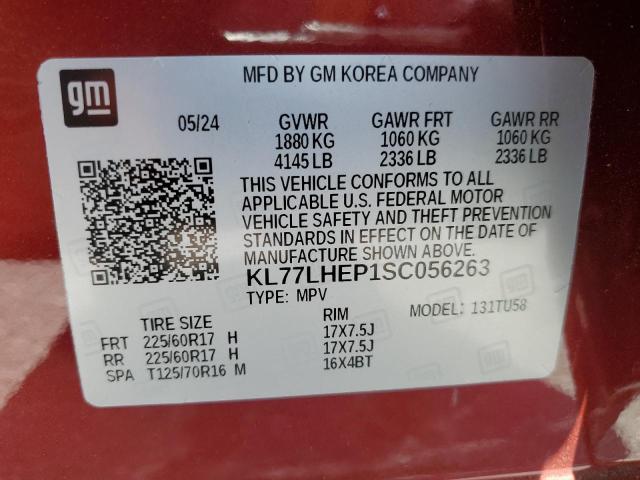 gm
MFD BY GM KOREA COMPANY
05/24 GVWR GAWR FRT GAWR RR
1880 KG 1060 KG 1060 KG
4145 LB 2336 LB 2336 LB
THIS VEHICLE CONFORMS TO ALL
APPLICABLE U.S. FEDERAL MOTOR
VEHICLE SAFETY AND THEFT PREVENTION
STANDARDS IN EFFECT ON THE DATE OF
MANUFACTURE SHOWN ABOVE.
KL77LHEP1SC056263
TYPE: MPV
MODEL: 131TU58
TIRE SIZE RIM
FRT 225/60R17 H 17X7.5J
RR 225/60R17 H 17X7.5J
SPA T125/70R16 M 16X4BT